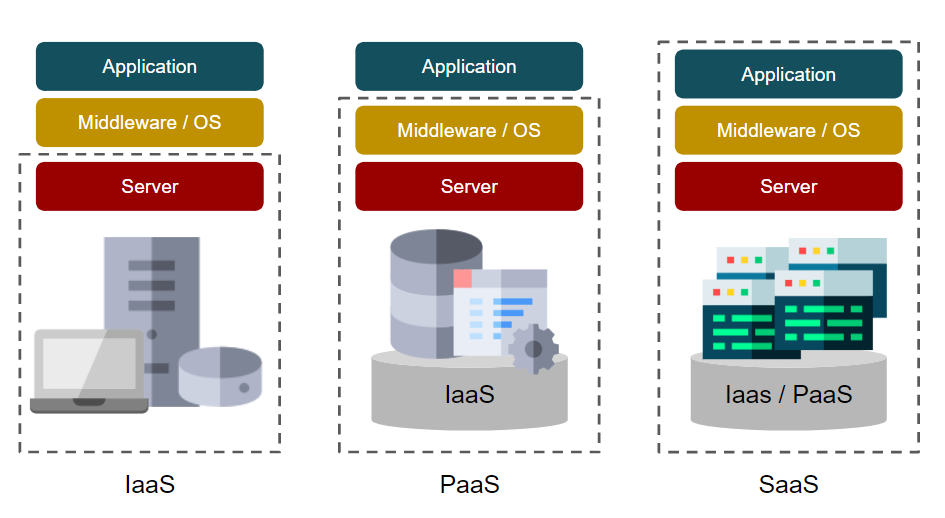 Application
Middleware / OS
Server
IaaS
Application
Middleware / OS
Server
IaaS
PaaS
Application
Middleware / OS
Server
Iaas / PaaS
SaaS